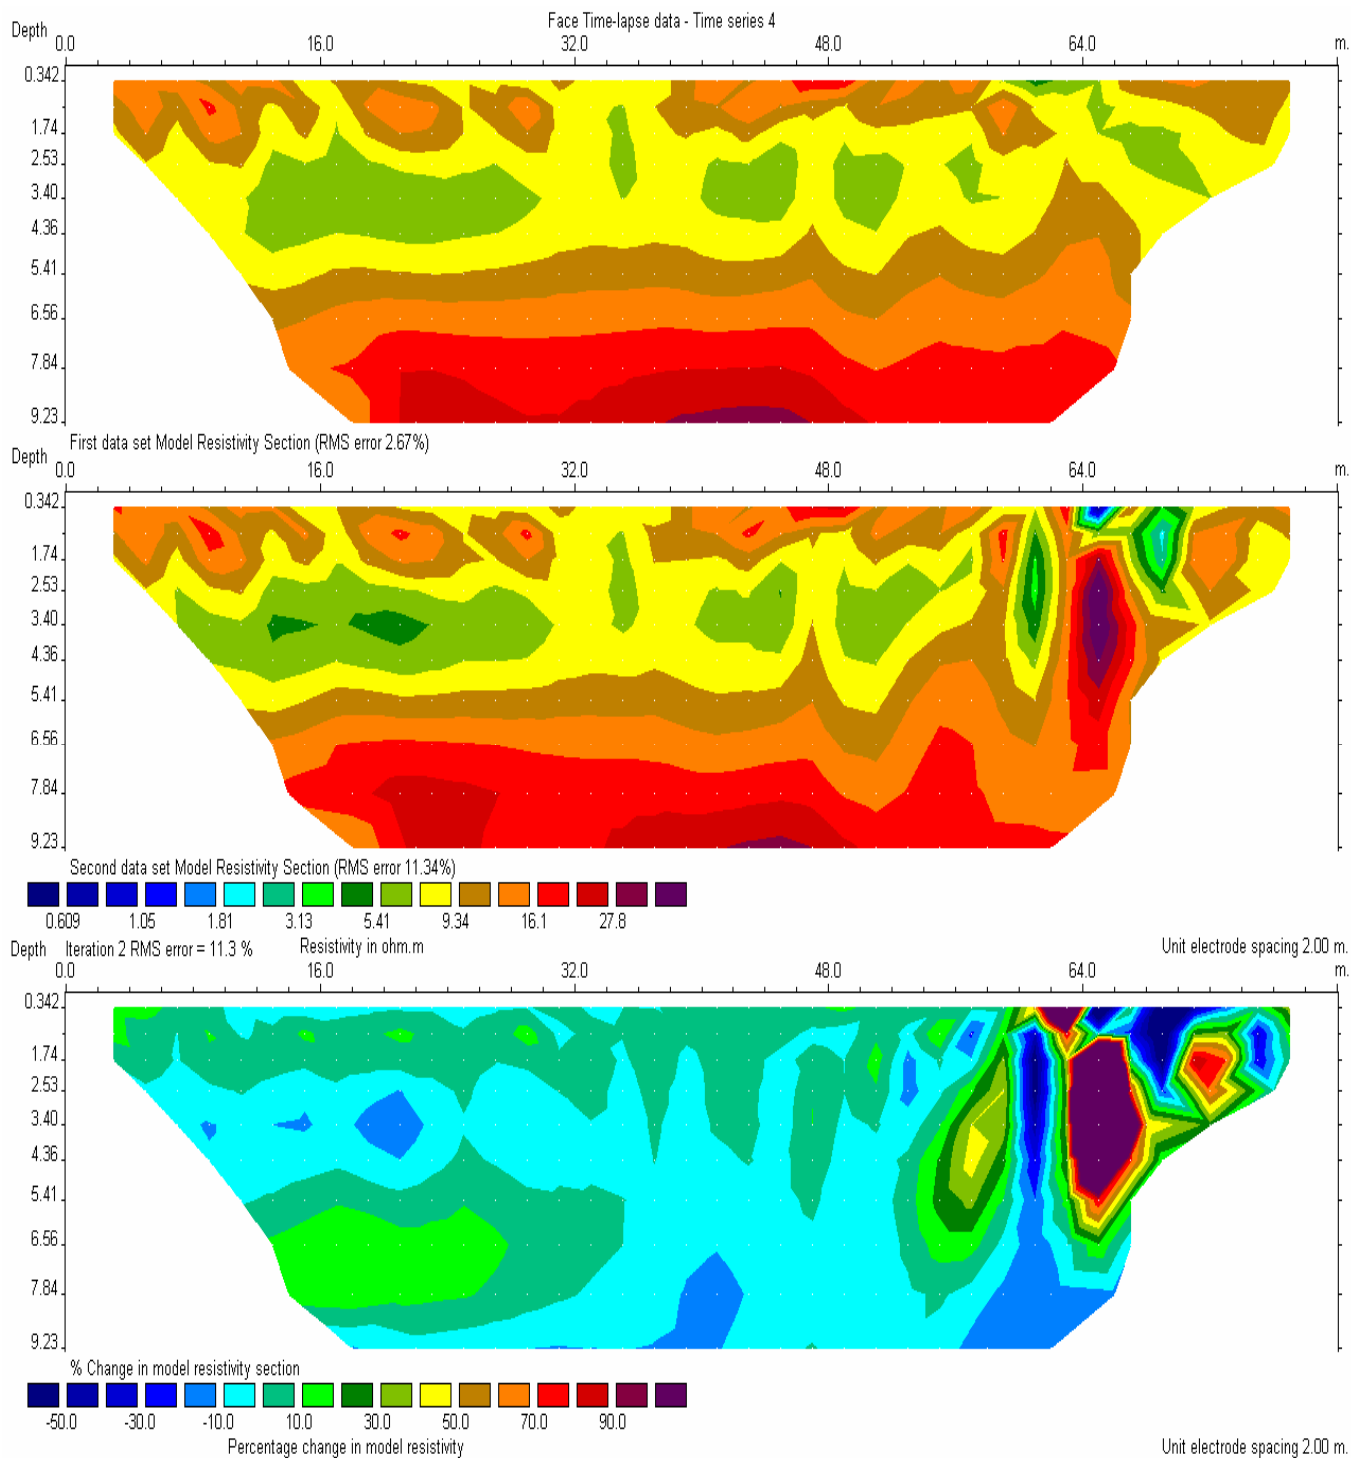 Face Time-lapse data - Time series 4
Depth 0.0 16.0 32.0 48.0 64.0 m.
0.342
1.74
2.53
3.40
4.36
5.41
6.56
7.84
9.23
First data set Model Resistivity Section (RMS error 2.67%)
Depth 0.0 16.0 32.0 48.0 64.0 m.
0.342
1.74
2.53
3.40
4.36
5.41
6.56
7.84
9.23
Second data set Model Resistivity Section (RMS error 11.34%)
0.609 1.05 1.81 3.13 5.41 9.34 16.1 27.8
Depth Iteration 2 RMS error = 11.3 % Resistivity in ohm.m Unit electrode spacing 2.00 m.
0.0 16.0 32.0 48.0 64.0 m.
0.342
1.74
2.53
3.40
4.36
5.41
6.56
7.84
9.23
% Change in model resistivity section
-50.0 -30.0 -10.0 10.0 30.0 50.0 70.0 90.0
Percentage change in model resistivity Unit electrode spacing 2.00 m.